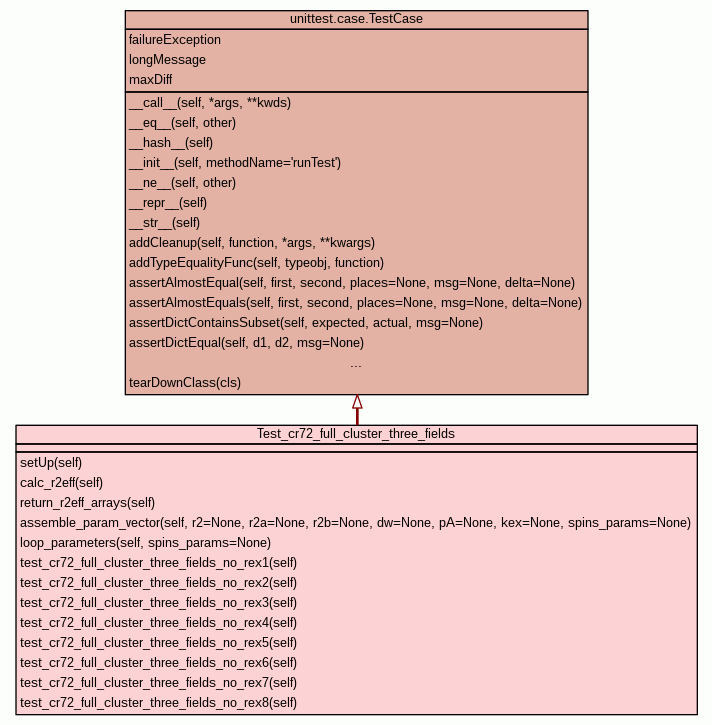 unittest.case.TestCase
failureException
longMessage
maxDiff
__call__(self, *args, **kwds)
__eq__(self, other)
__hash__(self)
__init__(self, methodName='runTest')
__ne__(self, other)
__repr__(self)
__str__(self)
addCleanup(self, function, *args, **kwargs)
addTypeEqualityFunc(self, typeobj, function)
assertAlmostEqual(self, first, second, places=None, msg=None, delta=None)
assertAlmostEquals(self, first, second, places=None, msg=None, delta=None)
assertDictContainsSubset(self, expected, actual, msg=None)
assertDictEqual(self, d1, d2, msg=None)
...
tearDownClass(cls)
Test_cr72_full_cluster_three_fields
setUp(self)
calc_r2eff(self)
return_r2eff_arrays(self)
assemble_param_vector(self, r2=None, r2a=None, r2b=None, dw=None, pA=None, kex=None, spins_params=None)
loop_parameters(self, spins_params=None)
test_cr72_full_cluster_three_fields_no_rex1(self)
test_cr72_full_cluster_three_fields_no_rex2(self)
test_cr72_full_cluster_three_fields_no_rex3(self)
test_cr72_full_cluster_three_fields_no_rex4(self)
test_cr72_full_cluster_three_fields_no_rex5(self)
test_cr72_full_cluster_three_fields_no_rex6(self)
test_cr72_full_cluster_three_fields_no_rex7(self)
test_cr72_full_cluster_three_fields_no_rex8(self)